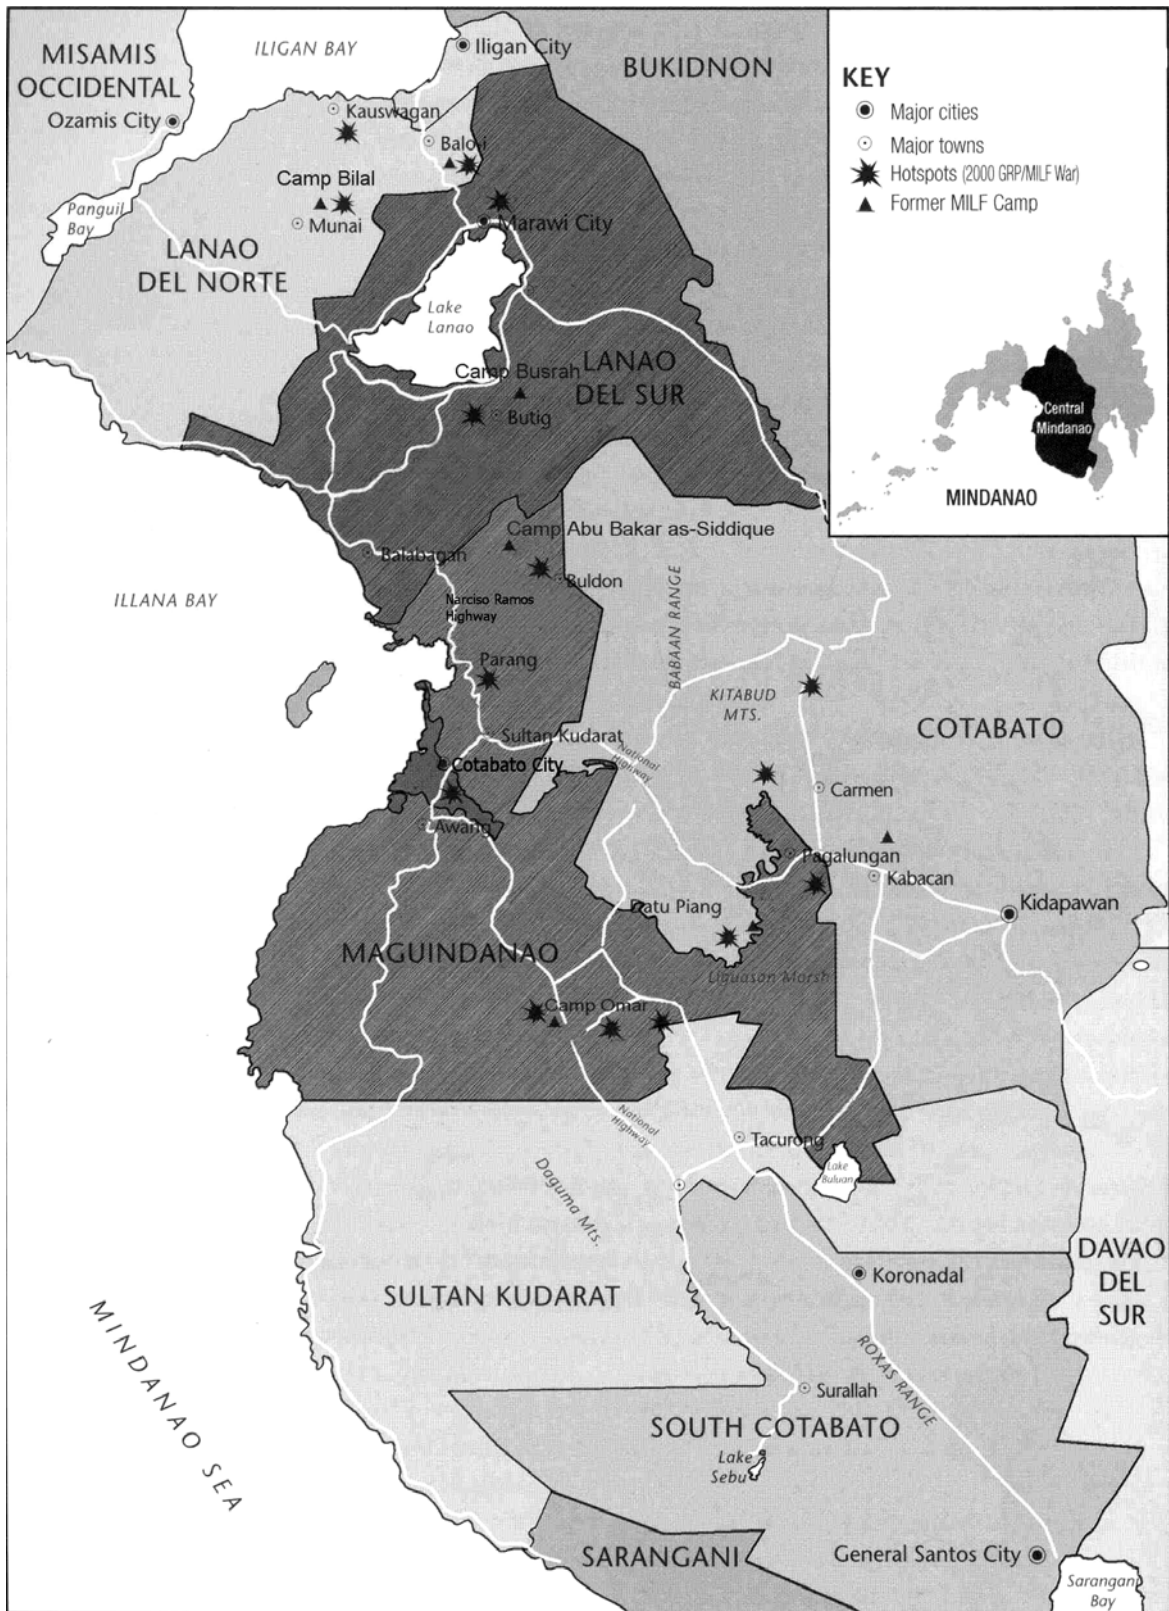 MISAMIS
OCCIDENTAL
Ozamis City
ILIGAN BAY
Iligan City
BUKIDNON
KEY
Major cities
Major towns
Hotspots (2000 GRP/MILF War)
Former MILF Camp
Central
Mindanao
MINDANAO
Kauswagan
Balo-i
Camp Bilal
Munai
Marawi City
Panguil
Bay
LANAO
DEL NORTE
Lake
Lanao
Camp Busrah
LANAO
DEL SUR
Butig
Camp Abu Bakar as-Siddique
Balabagan
Buldon
ILLANA BAY
Narciso Ramos
Highway
BABAAN RANGE
Parang
KITABUD
MTS.
COTABATO
Sultan Kudarat
National
Highway
Cotabato City
Carmen
Awang
Pagalungan
Kabacan
Kidapawan
Datu Piang
MAGUINDANAO
Liguasan Marsh
Camp Omar
National
Highway
Tacurong
Lake
Buluan
Daguma Mts.
DAVAO
DEL
SUR
Koronadal
SULTAN KUDARAT
MINDANAO SEA
ROXAS RANGE
Surallah
SOUTH COTABATO
Lake
Sebu
SARANGANI
General Santos City
Sarangani
Bay